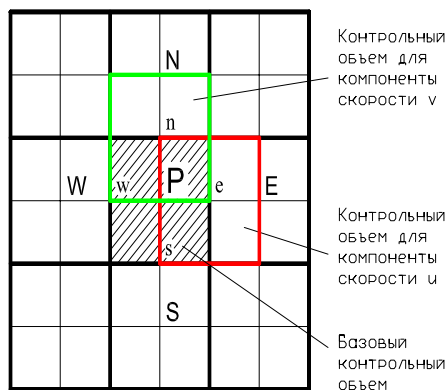 Контрольный
объем для
компоненты
скорости v
N
n
W
w
P
e
E
s
S
Контрольный
объем для
компоненты
скорости u
Базовый
контрольный
объем